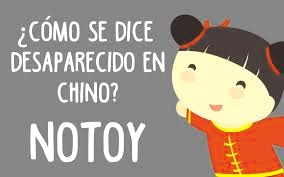 ¿CÓMO SE DICE
DESAPARECIDO EN
CHINO?
NOTOY